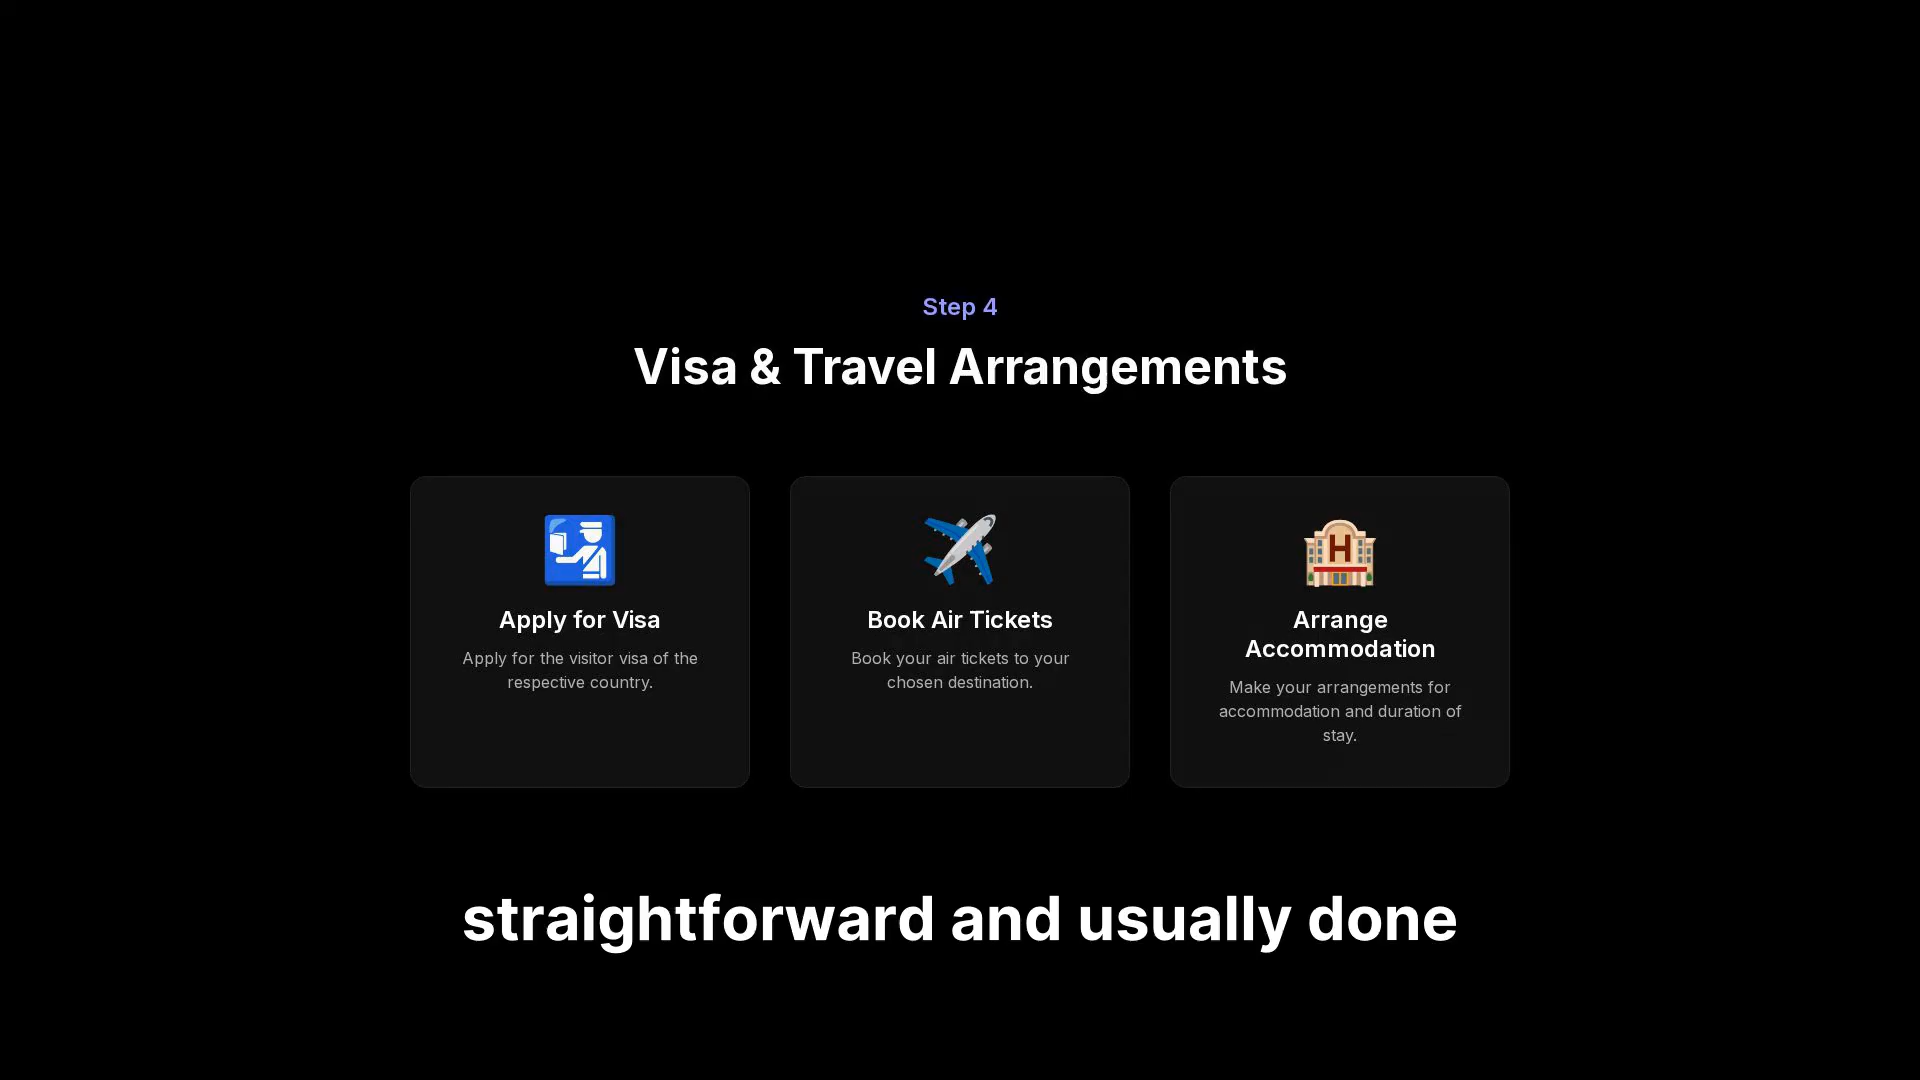 Step 4
Visa & Travel Arrangements
Apply for Visa
Apply for the visitor visa of the
respective country.
Book Air Tickets
Book your air tickets to your
chosen destination.
H
Arrange
Accommodation
Make your arrangements for
accommodation and duration of
stay.
straightforward and usually done